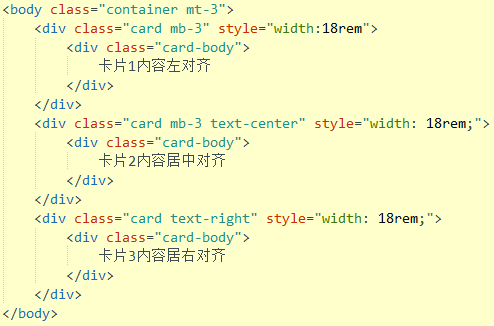 <body class="container mt-3">
    <div class="card mb-3" style="width:18rem">
        <div class="card-body">
            卡片1内容左对齐
        </div>
    </div>
    <div class="card mb-3 text-center" style="width: 18rem;">
        <div class="card-body">
            卡片2内容居中对齐
        </div>
    </div>
    <div class="card text-right" style="width: 18rem;">
        <div class="card-body">
            卡片3内容居右对齐
        </div>
    </div>
</body>